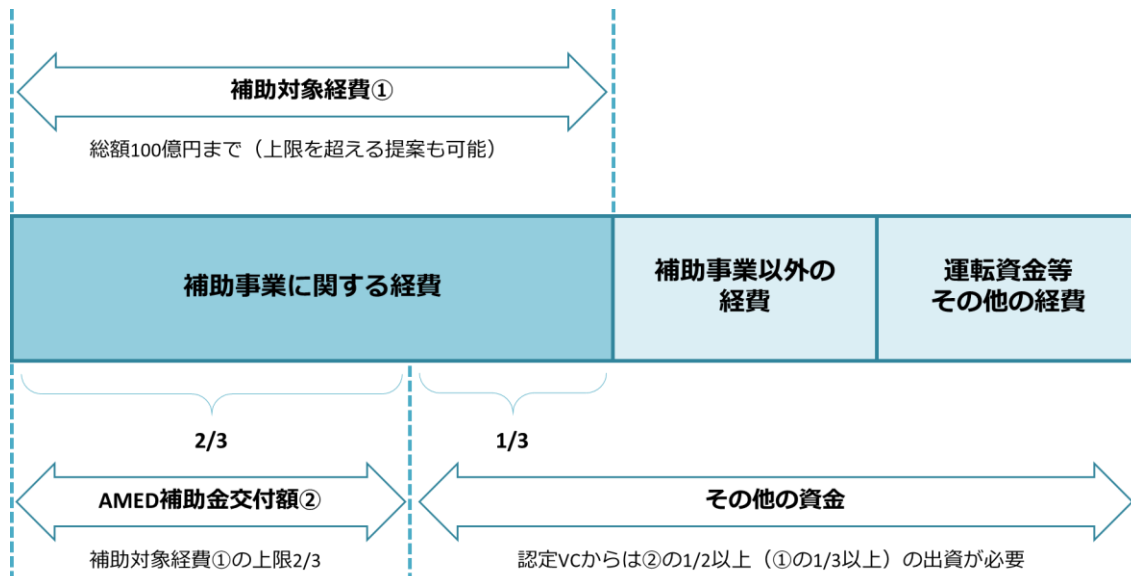 補助対象経費①
総額100億円まで（上限を超える提案も可能）
補助事業に関する経費
補助事業以外の
経費
運転資金等
その他の経費
2/3
1/3
AMED補助金交付額②
その他の資金
補助対象経費①の上限2/3
認定VCからは②の1/2以上（①の1/3以上）の出資が必要